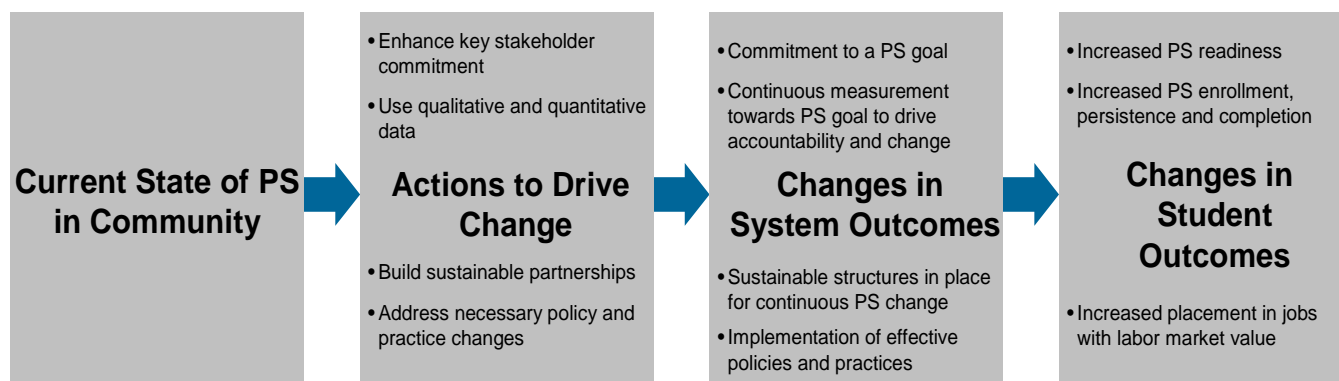 Current State of PS
in Community
• Enhance key stakeholder
commitment
• Use qualitative and quantitative
data
Actions to Drive
Change
• Build sustainable partnerships
• Address necessary policy and
practice changes
• Commitment to a PS goal
• Continuous measurement
towards PS goal to drive
accountability and change
Changes in
System Outcomes
• Sustainable structures in place
for continuous PS change
• Implementation of effective
policies and practices
• Increased PS readiness
• Increased PS enrollment,
persistence and completion
Changes in
Student
Outcomes
• Increased placement in jobs
with labor market value